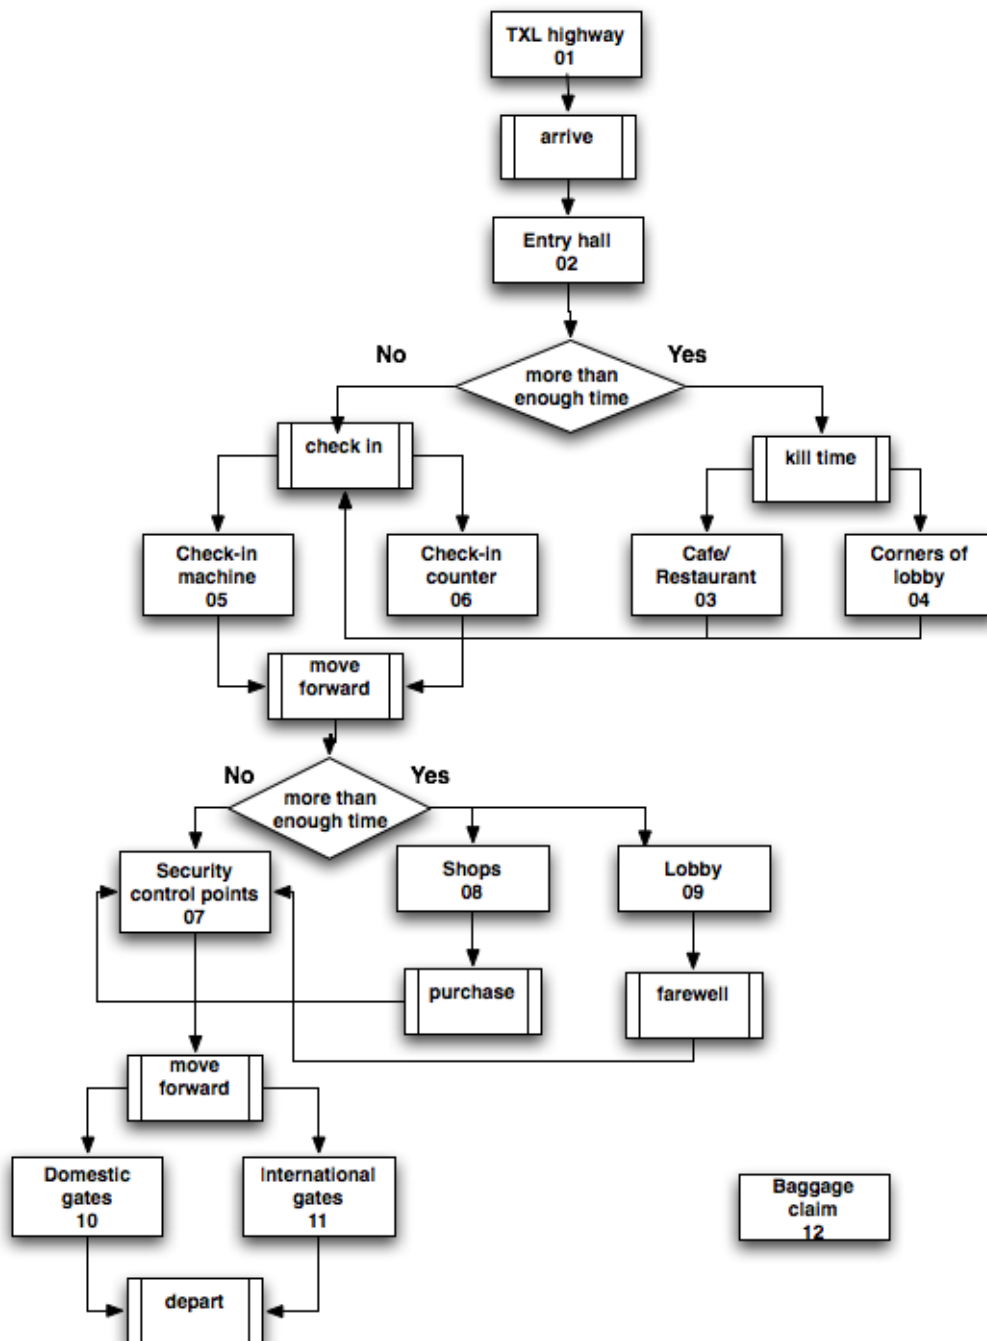 TXL highway
01
arrive
Entry hall
02
No
Yes
more than
enough time
check in
kill time
Check-in
machine
05
Check-in
counter
06
Cafe/
Restaurant
03
Corners of
lobby
04
move
forward
No
Yes
more than
enough time
Security
control points
07
Shops
08
Lobby
09
purchase
farewell
move
forward
Domestic
gates
10
International
gates
11
Baggage
claim
12
depart